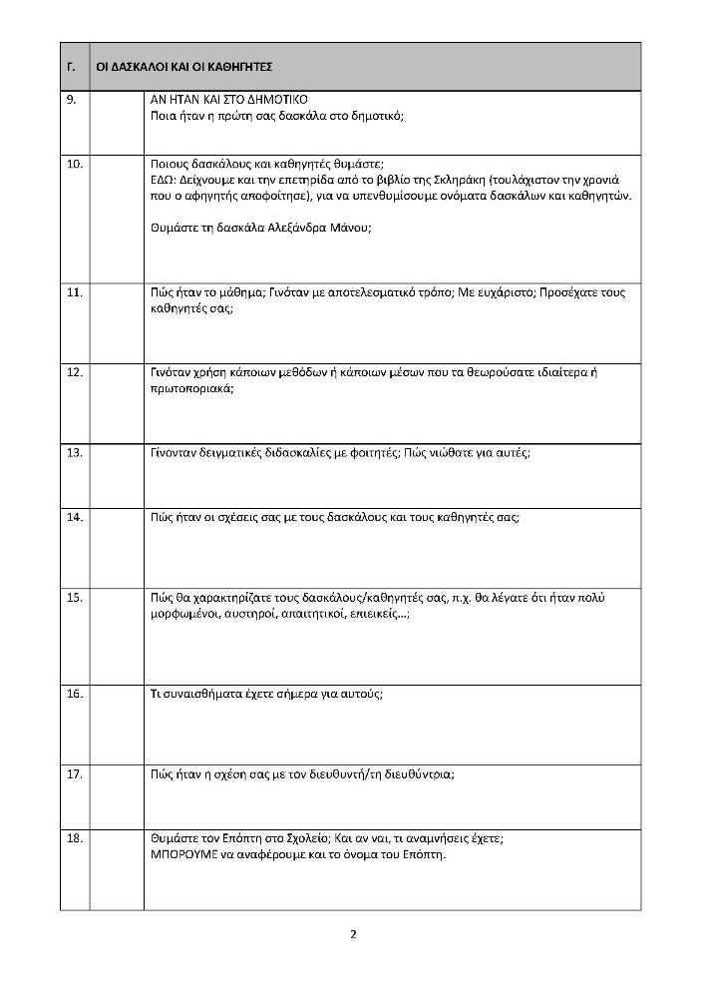 Γ. ΟΙ ΔΑΣΚΑΛΟΙ ΚΑΙ ΟΙ ΚΑΘΗΓΗΤΕΣ
9. ΑΝ ΗΤΑΝ ΚΑΙ ΣΤΟ ΔΗΜΟΤΙΚΟ
Ποια ήταν η πρώτη σας δασκάλα στο δημοτικό;
10. Ποιους δασκάλους και καθηγητές θυμάστε;
ΕΔΩ: Δείχνουμε και την επετηρίδα από το βιβλίο της Σκληράκη (τουλάχιστον την χρονιά
που ο αφηγητής αποφοίτησε), για να υπενθυμίσουμε ονόματα δασκάλων και καθηγητών.
Θυμάστε τη δασκάλα Αλεξάνδρα Μάνου;
11. Πώς ήταν το μάθημα; Γινόταν με αποτελεσματικό τρόπο; Με ευχάριστο; Προσέχατε τους
καθηγητές σας;
12. Γινόταν χρήση κάποιων μεθόδων ή κάποιων μέσων που τα θεωρούσατε ιδιαίτερα ή
πρωτοποριακά;
13. Γίνονταν δειγματικές διδασκαλίες με φοιτητές; Πώς νιώθατε για αυτές;
14. Πώς ήταν οι σχέσεις σας με τους δασκάλους και τους καθηγητές σας;
15. Πώς θα χαρακτηρίζατε τους δασκάλους/καθηγητές σας, π.χ. θα λέγατε ότι ήταν πολύ
μορφωμένοι, αυστηροί, απαιτητικοί, επιεικείς...;
16. Τι συναισθήματα έχετε σήμερα για αυτούς;
17. Πώς ήταν η σχέση σας με τον διευθυντή/τη διευθύντρια;
18. Θυμάστε τον Επόπτη στο Σχολείο; Και αν ναι, τι αναμνήσεις έχετε;
ΜΠΟΡΟΥΜΕ να αναφέρουμε και το όνομα του Επόπτη.
2